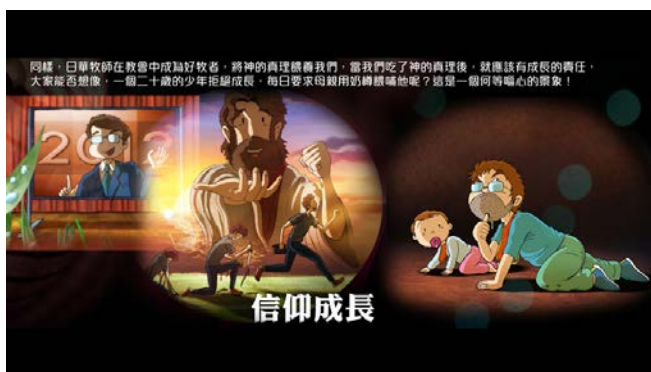 同樣，日華牧師在教會中成為好牧者，將神的真理餵養我們，當我們吃了神的真理後，就應該有成長的責任，
大家能否想像，一個二十歲的少年拒絕成長，每日要求母親用奶樽餵哺他呢？這是一個何等嘔心的景象！
2012
信仰成長